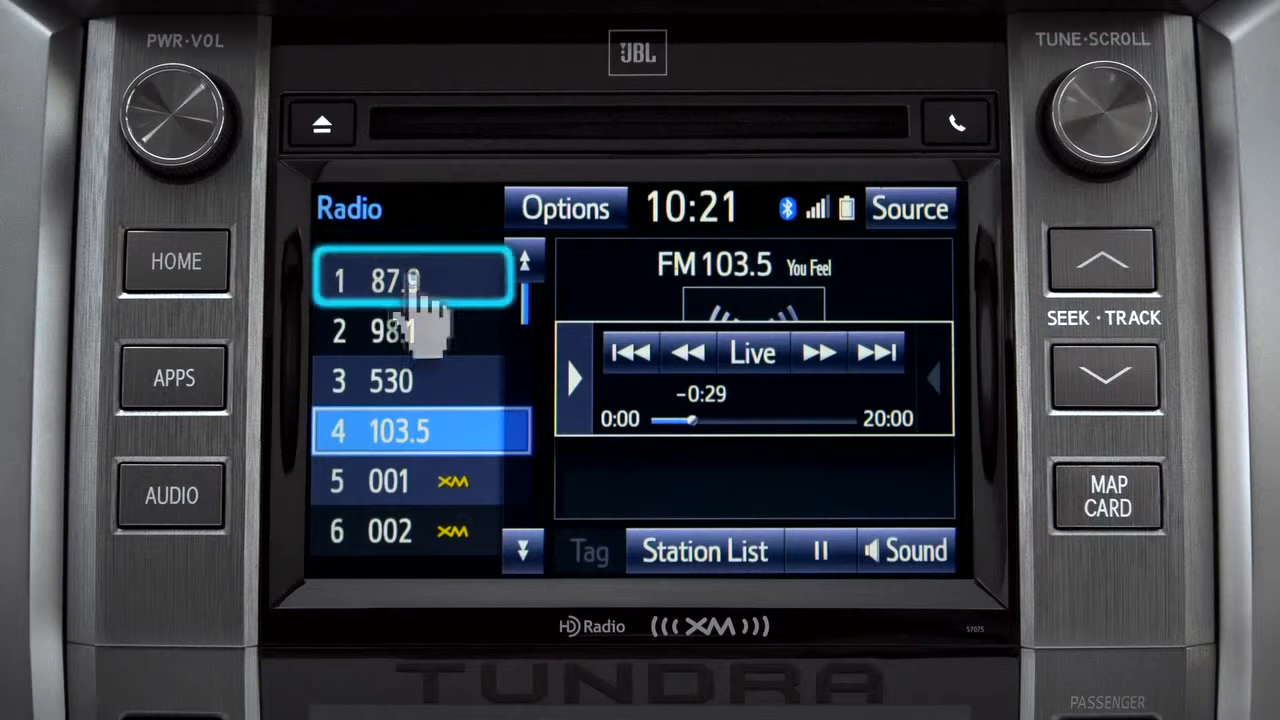 PWR·VOL
JBL
TUNE·SCROLL
Radio
Options
10:21
Source
HOME
1 87.9
FM 103.5 You Feel
2 98.1
SEEK · TRACK
Live
APPS
3 530
-0:29
0:00
20:00
4 103.5
AUDIO
5 001 XM
MAP
CARD
6 002 XM
Tag
Station List
Sound
HD Radio
(((XM)))
57075
TUNDRA
PASSENGER